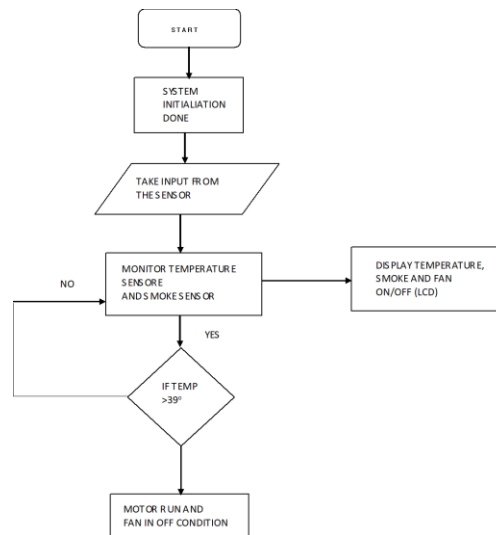 START
SYSTEM
INITIALIATION
DONE
TAKE INPUT FROM
THE SENSOR
MONITOR TEMPERATURE
SENSORE
AND SMOKE SENSOR
DISPLAY TEMPERATURE,
SMOKE AND FAN
ON/OFF (LCD)
NO
YES
IF TEMP
>39°
MOTOR RUN AND
FAN IN OFF CONDITION